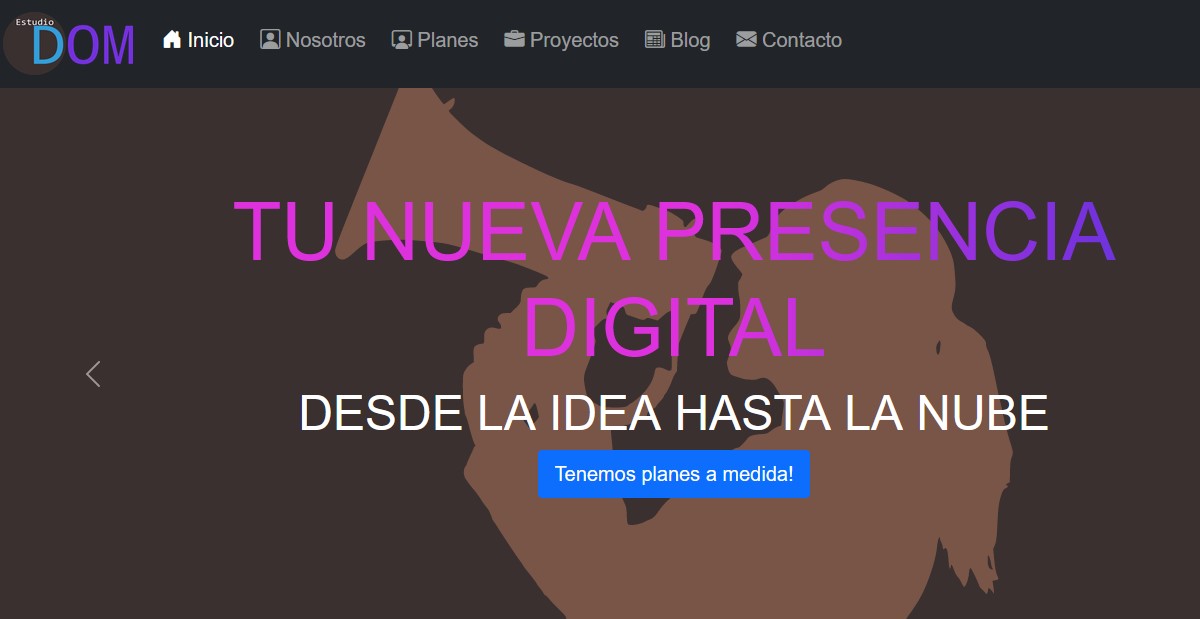 Estudio
DOM
Inicio Nosotros Planes Proyectos Blog Contacto
TU NUEVA PRESENCIA
DIGITAL
DESDE LA IDEA HASTA LA NUBE
Tenemos planes a medida!